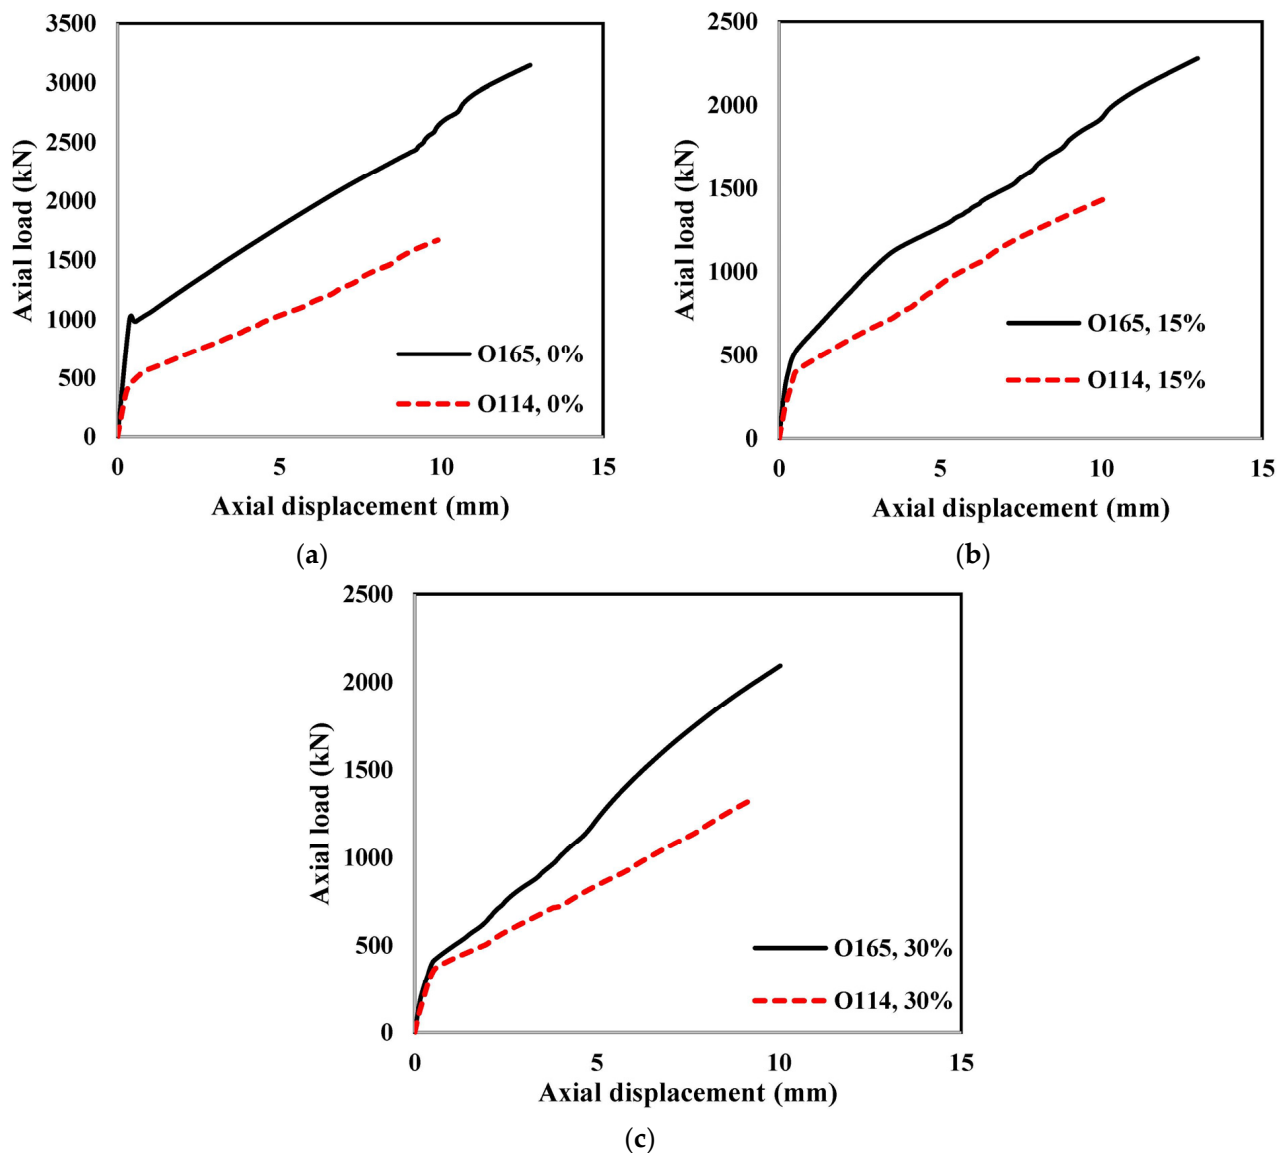 3500
3000
2500
2000
1500
1000
500
0
Axial load (kN)
O165, 0%
O114, 0%
0 5 10 15
Axial displacement (mm)
(a)
2500
2000
1500
1000
500
0
Axial load (kN)
O165, 15%
O114, 15%
0 5 10 15
Axial displacement (mm)
(b)
2500
2000
1500
1000
500
0
Axial load (kN)
O165, 30%
O114, 30%
0 5 10 15
Axial displacement (mm)
(c)